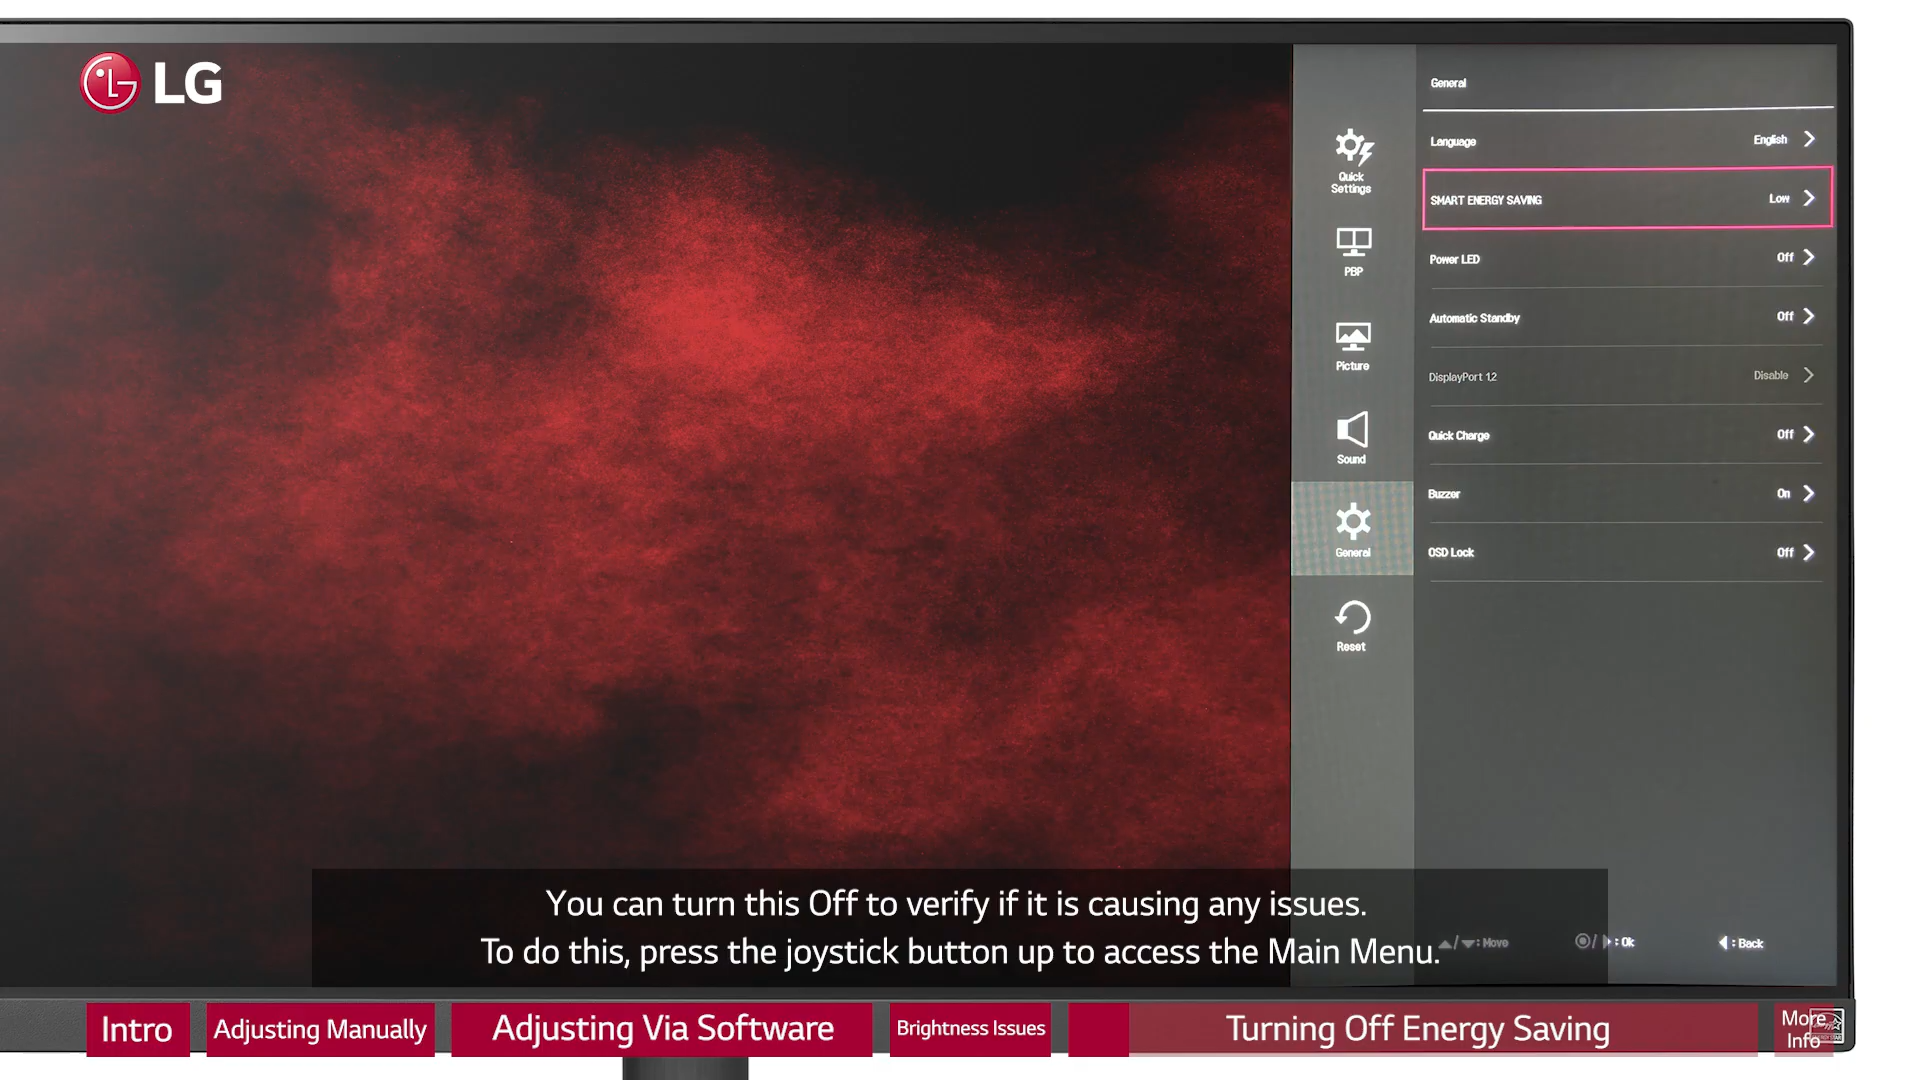 LG
General
Language English
SMART ENERGY SAVING Low
Power LED Off
Automatic Standby Off
DisplayPort 1.2 Disable
Quick Charge Off
Buzzer On
OSD Lock Off
Quick
Settings
PBP
Picture
Sound
General
Reset
You can turn this Off to verify if it is causing any issues.
To do this, press the joystick button up to access the Main Menu.
: Move : Ok : Back
Intro
Adjusting Manually
Adjusting Via Software
Brightness Issues
Turning Off Energy Saving
More
Info